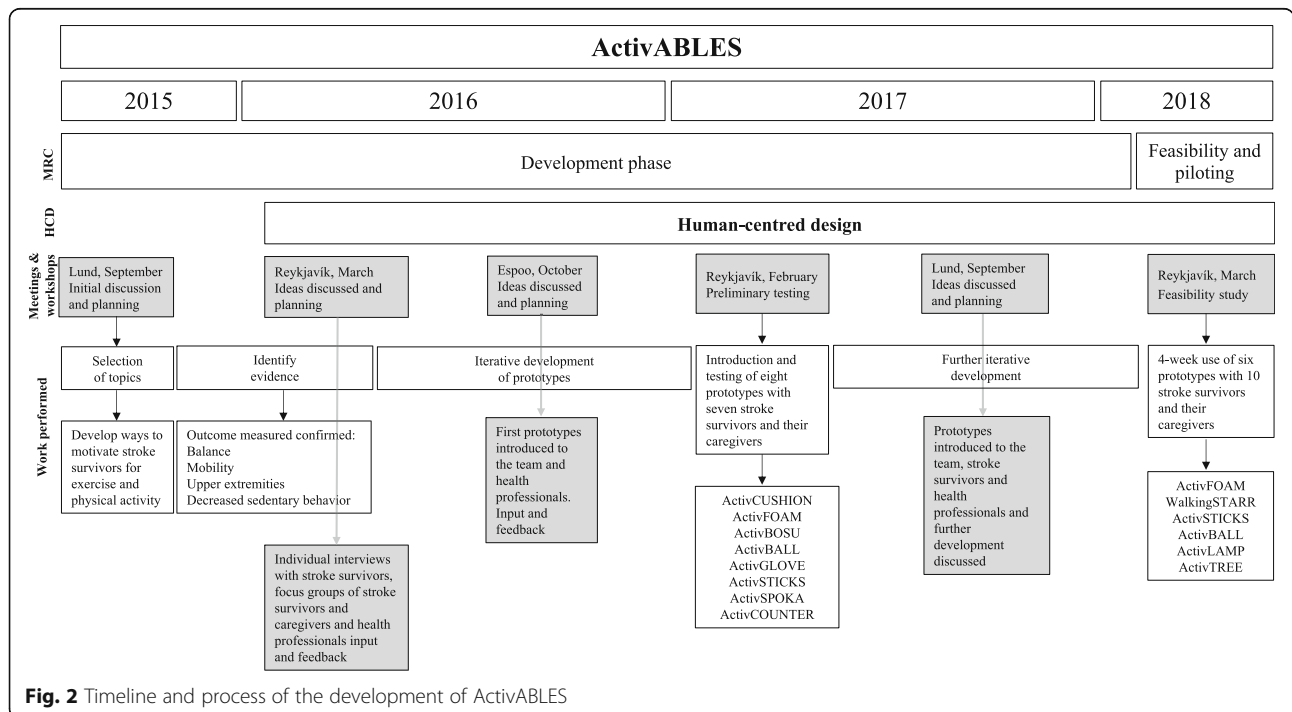 ActivABLES
2015
2016
2017
2018
MRC
Development phase
Feasibility and
piloting
HCD
Human-centred design
Meetings &
workshops
Lund, September
Initial discussion
and planning
Reykjavík, March
Ideas discussed and
planning
Espoo, October
Ideas discussed
and planning
Reykjavík, February
Preliminary testing
Lund, September
Ideas discussed
and planning
Reykjavík, March
Feasibility study
Work performed
Selection
of topics
Identify
evidence
Iterative development
of prototypes
Introduction and
testing of eight
prototypes with
seven stroke
survivors and their
caregivers
Further iterative
development
4-week use of six
prototypes with 10
stroke survivors
and their
caregivers
Develop ways to
motivate stroke
survivors for
exercise and
physical activity
Outcome measured confirmed:
Balance
Mobility
Upper extremities
Decreased sedentary behavior
First prototypes
introduced to
the team and
health
professionals.
Input and
feedback
Prototypes
introduced to the
team, stroke
survivors and
health
professionals and
further
development
discussed
ActivCUSHION
ActivFOAM
ActivBOSU
ActivBALL
ActivGLOVE
ActivSTICKS
ActivSPOKA
ActivCOUNTER
ActivFOAM
WalkingSTARR
ActivSTICKS
ActivBALL
ActivLAMP
ActivTREE
Individual interviews
with stroke survivors,
focus groups of stroke
survivors and
caregivers and health
professionals input
and feedback
Fig. 2 Timeline and process of the development of ActivABLES